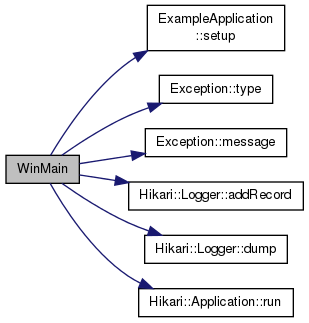 ExampleApplication
::setup
Exception::type
Exception::message
WinMain
Hikari::Logger::addRecord
Hikari::Logger::dump
Hikari::Application::run